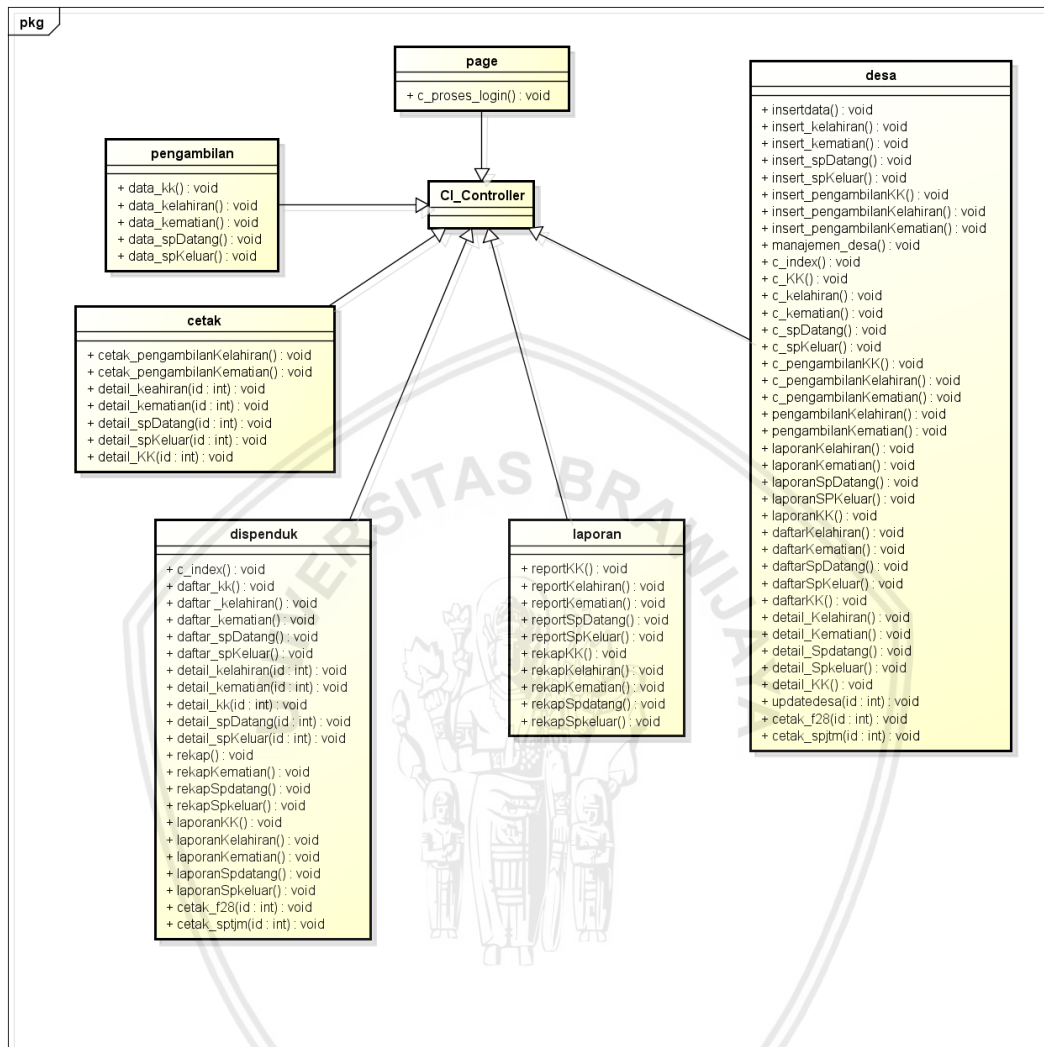 pkg
page
+ c_proses_login() : void
desa
+ insertdata() : void
+ insert_kelahiran() : void
+ insert_kematian() : void
+ insert_spDatang() : void
+ insert_spKeluar() : void
+ insert_pengambilanKK() : void
+ insert_pengambilanKelahiran() : void
+ insert_pengambilanKematian() : void
+ manajemen_desa() : void
+ c_index() : void
+ c_KK() : void
+ c_kelahiran() : void
+ c_kematian() : void
+ c_spDatang() : void
+ c_spKeluar() : void
+ c_pengambilanKK() : void
+ c_pengambilanKelahiran() : void
+ c_pengambilanKematian() : void
+ pengambilanKelahiran() : void
+ pengambilanKematian() : void
+ laporanKelahiran() : void
+ laporanKematian() : void
+ laporanSpDatang() : void
+ laporanSPKeluar() : void
+ laporanKK() : void
+ daftarKelahiran() : void
+ daftarKematian() : void
+ daftarSpDatang() : void
+ daftarSpKeluar() : void
+ daftarKK() : void
+ detail_Kelahiran() : void
+ detail_Kematian() : void
+ detail_Spdatang() : void
+ detail_Spkeluar() : void
+ detail_KK() : void
+ updatedesa(id : int) : void
+ cetak_f28(id : int) : void
+ cetak_spjtm(id : int) : void
pengambilan
+ data_kk() : void
+ data_kelahiran() : void
+ data_kematian() : void
+ data_spDatang() : void
+ data_spKeluar() : void
CI_Controller
cetak
+ cetak_pengambilanKelahiran() : void
+ cetak_pengambilanKematian() : void
+ detail_keahiran(id : int) : void
+ detail_kematian(id : int) : void
+ detail_spDatang(id : int) : void
+ detail_spKeluar(id : int) : void
+ detail_KK(id : int) : void
dispenduk
+ c_index() : void
+ daftar_kk() : void
+ daftar _kelahiran() : void
+ daftar_kematian() : void
+ daftar_spDatang() : void
+ daftar_spKeluar() : void
+ detail_kelahiran(id : int) : void
+ detail_kematian(id : int) : void
+ detail_kk(id : int) : void
+ detail_spDatang(id : int) : void
+ detail_spKeluar(id : int) : void
+ rekap() : void
+ rekapKematian() : void
+ rekapSpdatang() : void
+ rekapSpkeluar() : void
+ laporanKK() : void
+ laporanKelahiran() : void
+ laporanKematian() : void
+ laporanSpdatang() : void
+ laporanSpkeluar() : void
+ cetak_f28(id : int) : void
+ cetak_sptjm(id : int) : void
laporan
+ reportKK() : void
+ reportKelahiran() : void
+ reportKematian() : void
+ reportSpDatang() : void
+ reportSpKeluar() : void
+ rekapKK() : void
+ rekapKelahiran() : void
+ rekapKematian() : void
+ rekapSpdatang() : void
+ rekapSpkeluar() : void
UNIVERSITAS BRAWIJAYA